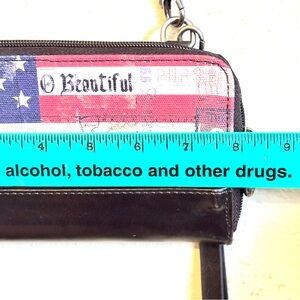 O Beautiful
4 5 6 7 8 9
alcohol, tobacco and other drugs.